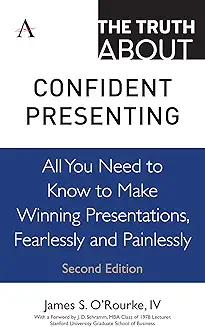 THE TRUTH
ABOUT
CONFIDENT
PRESENTING
All You Need to
Know to Make
Winning Presentations,
Fearlessly and Painlessly
Second Edition
James S. O'Rourke, IV
With a Foreword by J. D. Schramm, MBA Class of 1978 Lecturer,
Stanford University Graduate School of Business